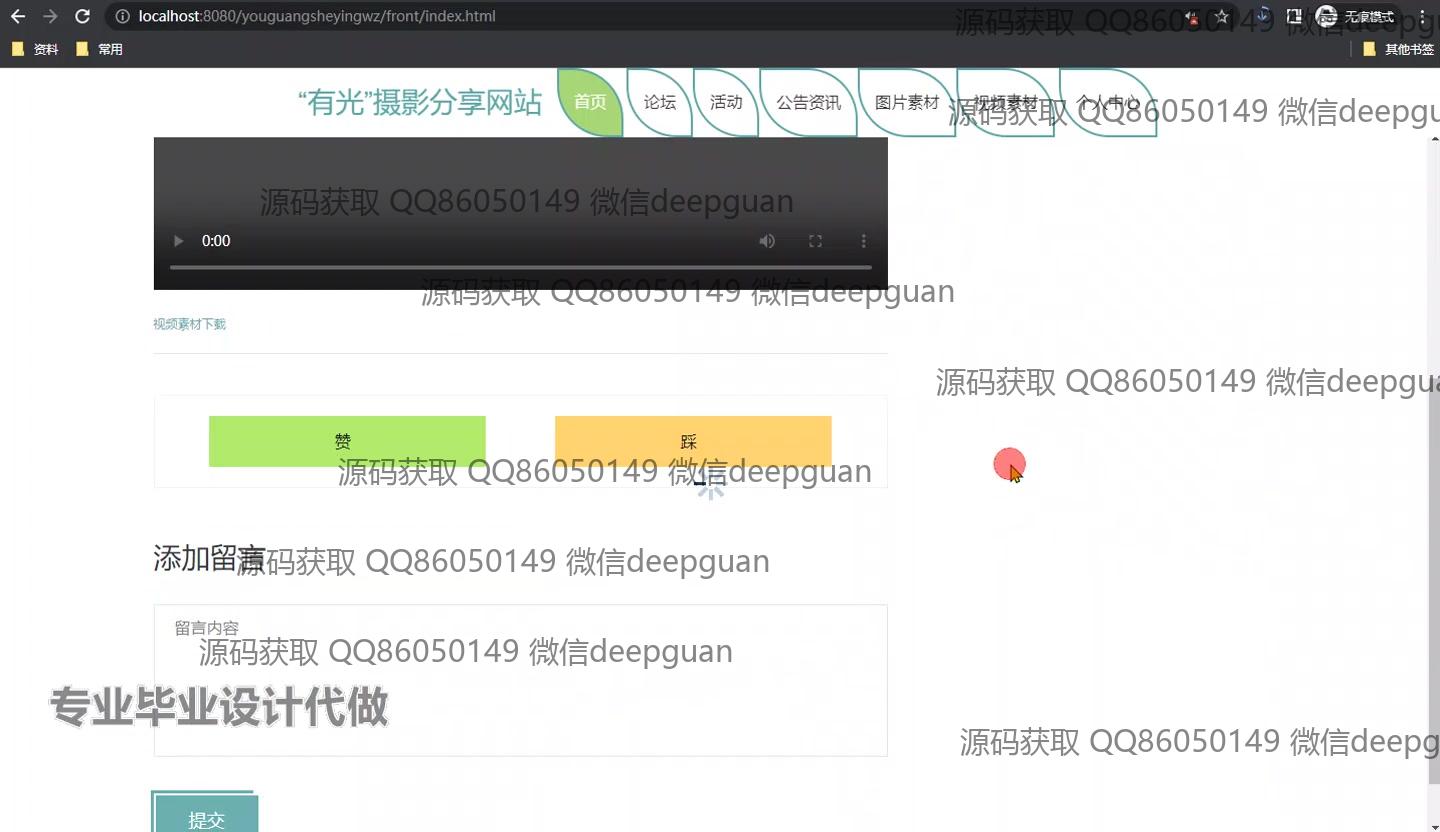 localhost:8080/youguangsheyingwz/front/index.html
无痕模式
源码获取 QQ86050149 微信deepgu
资料 常用 其他书签
“有光”摄影分享网站 首页 论坛 活动 公告资讯 图片素材 视频素材 个人中心
源码获取 QQ86050149 微信deepgu
源码获取 QQ86050149 微信deepguan
0:00
源码获取 QQ86050149 微信deepguan
视频素材下载
源码获取 QQ86050149 微信deepgua
赞 踩
源码获取 QQ86050149 微信deepguan
添加留言
源码获取 QQ86050149 微信deepguan
留言内容
源码获取 QQ86050149 微信deepguan
专业毕业设计代做
源码获取 QQ86050149 微信deepg
提交